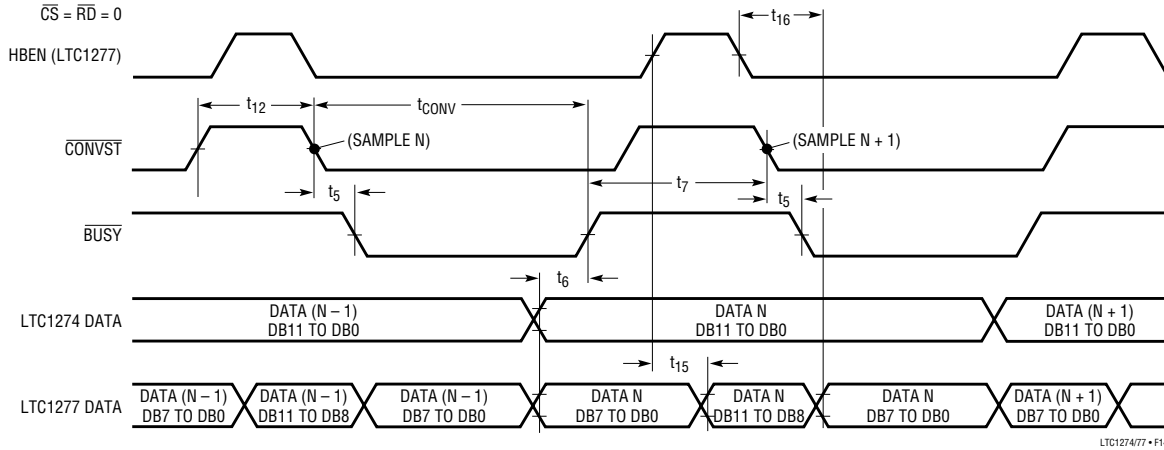 CS = RD = 0
HBEN (LTC1277)
t16
t12
tCONV
CONVST
(SAMPLE N)
(SAMPLE N + 1)
t5
t7
t5
BUSY
t6
LTC1274 DATA
DATA (N – 1)
DB11 TO DB0
DATA N
DB11 TO DB0
DATA (N + 1)
DB11 TO DB0
t15
LTC1277 DATA
DATA (N – 1)
DB7 TO DB0
DATA (N – 1)
DB11 TO DB8
DATA (N – 1)
DB7 TO DB0
DATA N
DB7 TO DB0
DATA N
DB11 TO DB8
DATA N
DB7 TO DB0
DATA (N + 1)
DB7 TO DB0
LTC1274/77 •